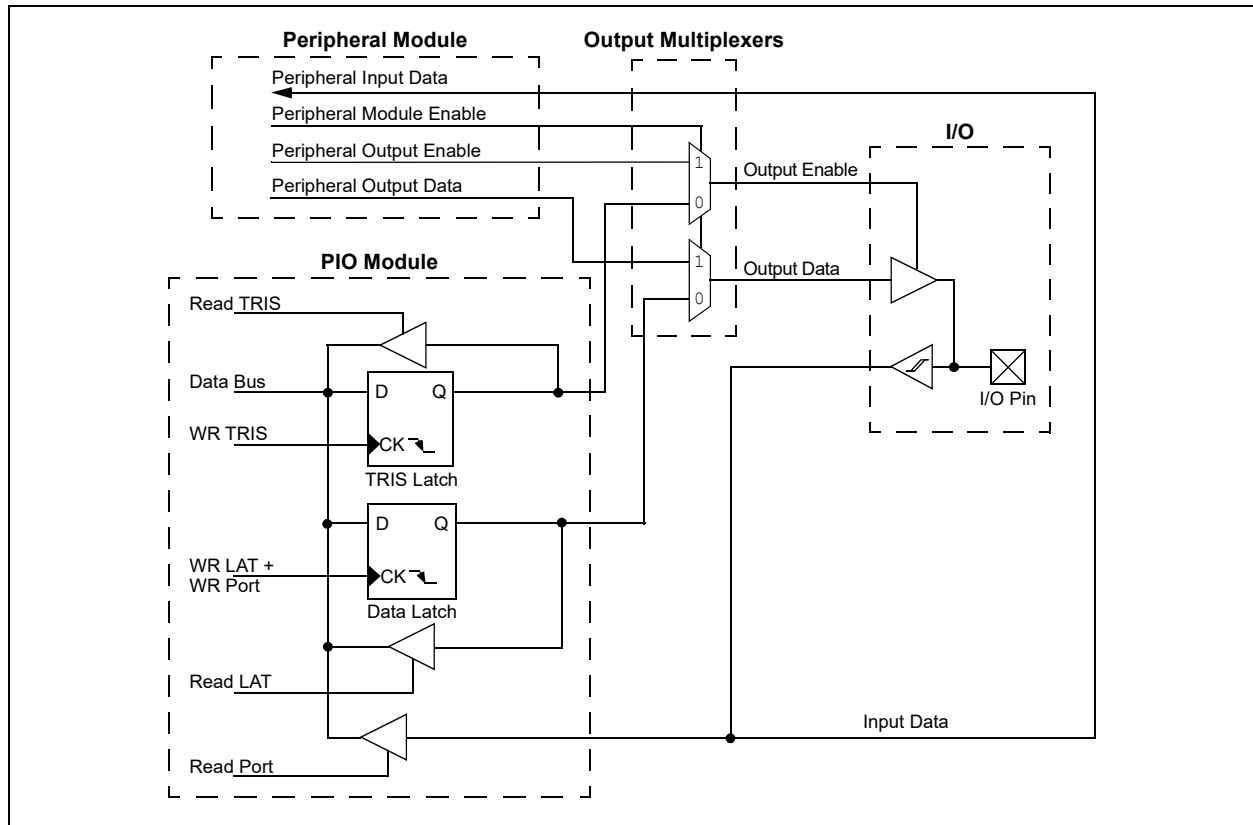 Peripheral Module
Output Multiplexers
Peripheral Input Data
Peripheral Module Enable
Peripheral Output Enable
Peripheral Output Data
1
0
Output Enable
1
0
Output Data
I/O
I/O Pin
PIO Module
Read TRIS
Data Bus
D Q
WR TRIS
CK
TRIS Latch
D Q
WR LAT +
WR Port
CK
Data Latch
Read LAT
Read Port
Input Data